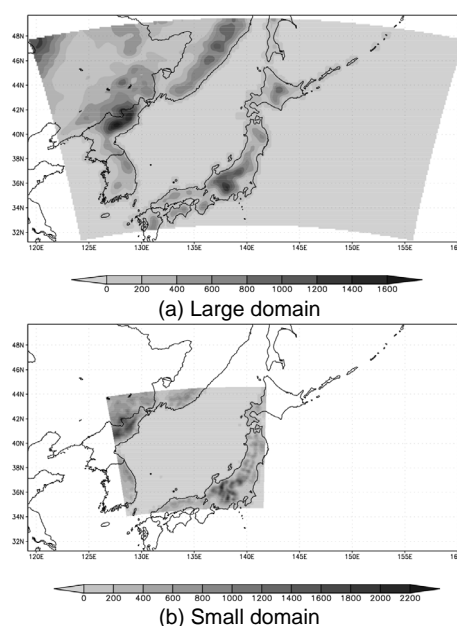 48N
46N
44N
42N
40N
38N
36N
34N
32N
120E 125E 130E 135E 140E 145E 150E 155E 160
0 200 400 600 800 1000 1200 1400 1600
(a) Large domain
48N
46N
44N
42N
40N
38N
36N
34N
32N
120E 125E 130E 135E 140E 145E 150E 155E 160
0 200 400 600 800 1000 1200 1400 1600 1800 2000 2200
(b) Small domain